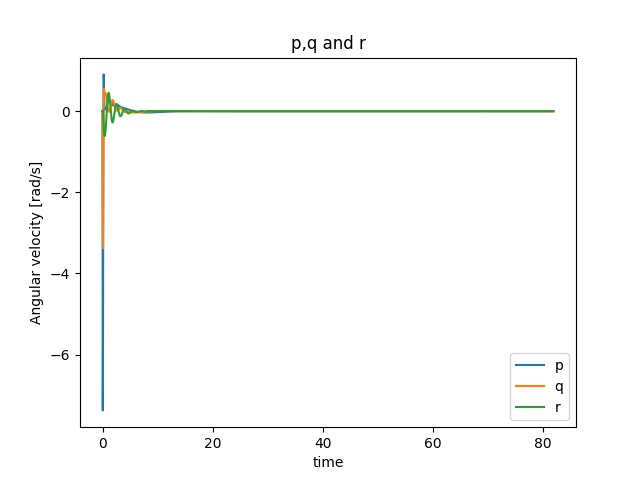 p,q and r
Angular velocity [rad/s]
0
−2
−4
−6
0 20 40 60 80
time
p
q
r